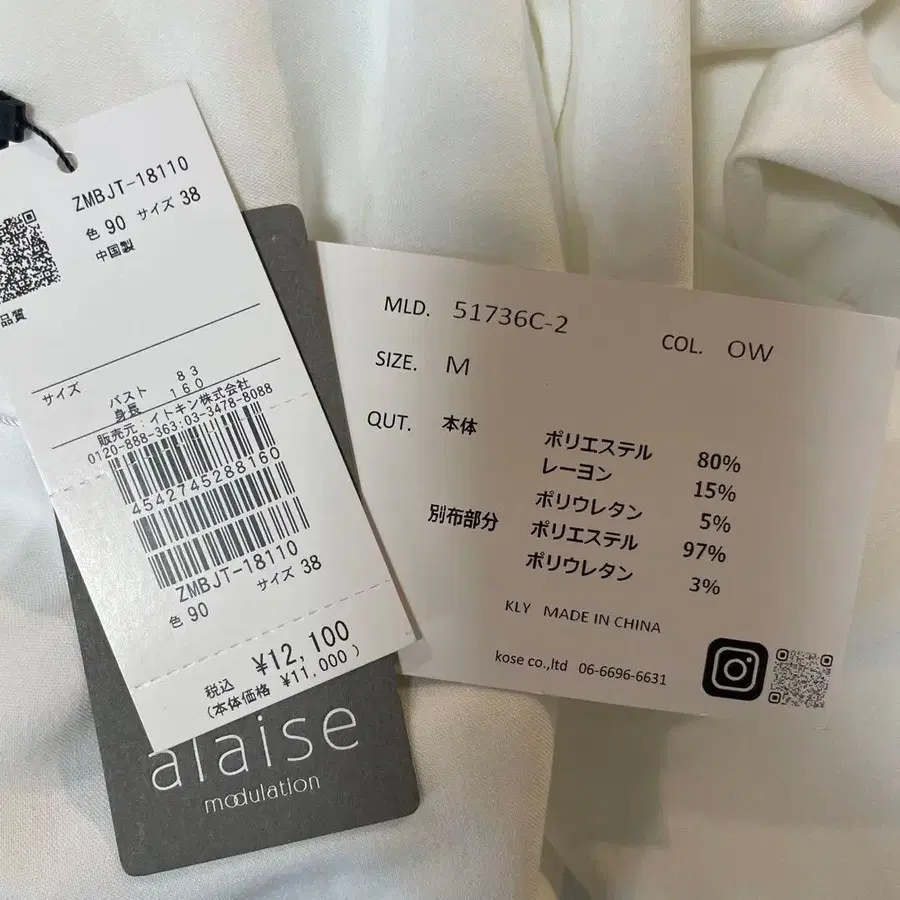 ZMBJT-18110
色 90 サイズ 38
中国製
品質
サイズ
バスト 83
身長 160
販売元:イトキン株式会社
0120-888-363:03-3478-8088
4542745288160
ZMBJT-18110
色 90 サイズ 38
税込 ¥12,100
(本体価格 ¥11,000 )
alaise
modulation
MLD. 51736C-2
COL. OW
SIZE. M
QUT. 本体
ポリエステル 80%
レーヨン 15%
ポリウレタン 5%
別布部分 ポリエステル 97%
ポリウレタン 3%
KLY MADE IN CHINA
kose co.,ltd 06-6696-6631